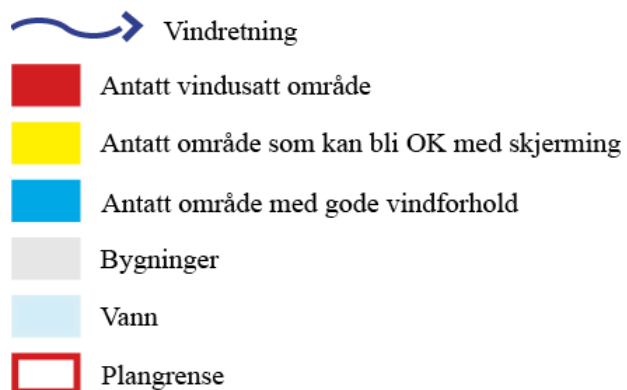 Vindretning
Antatt vindusatt område
Antatt område som kan bli OK med skjerming
Antatt område med gode vindforhold
Bygninger
Vann
Plangrense